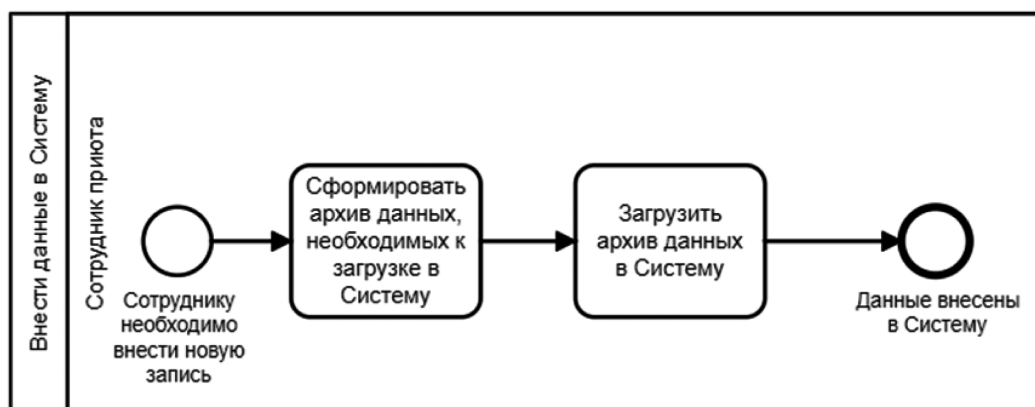 Внести данные в Систему
Сотрудник приюта
Сотруднику
необходимо
внести новую
запись
Сформировать
архив данных,
необходимых к
загрузке в
Систему
Загрузить
архив данных
в Систему
Данные внесены
в Систему